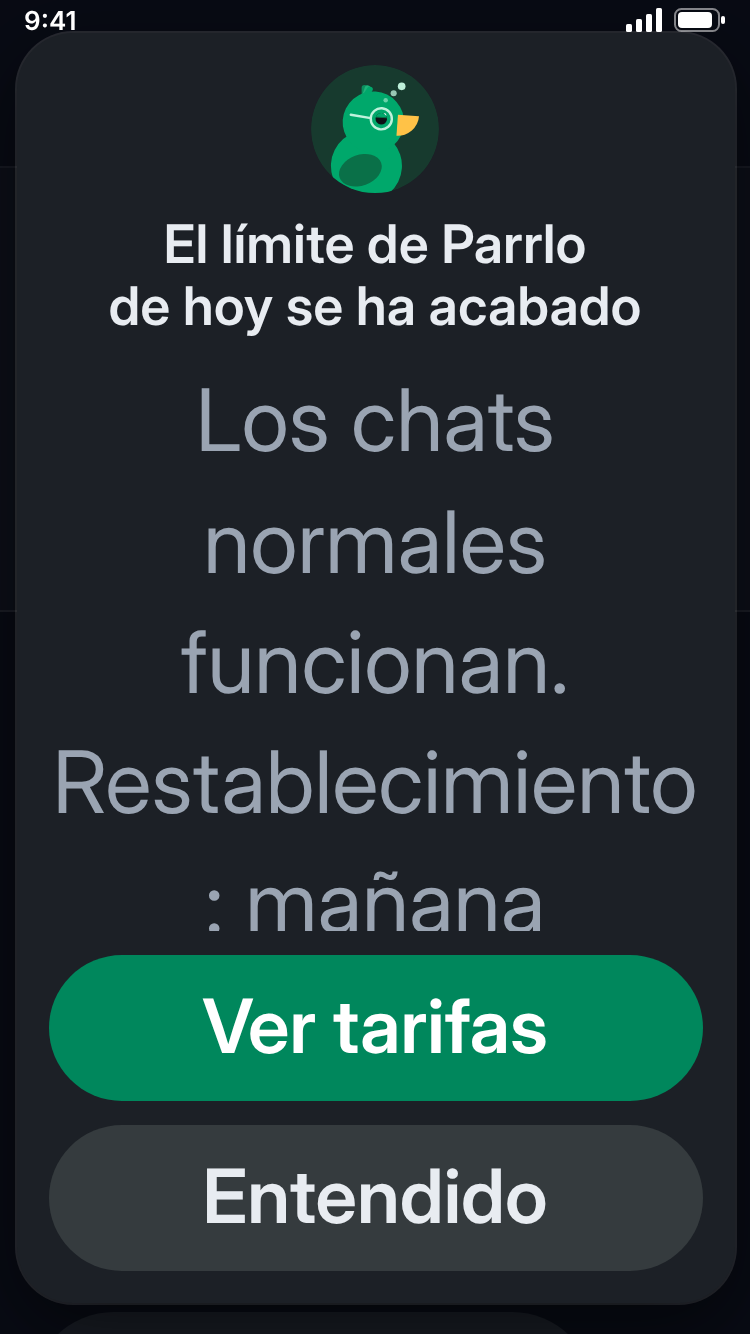 9:41
El límite de Parrlo
de hoy se ha acabado
Los chats
normales
funcionan.
Restablecimiento
: mañana
Ver tarifas
Entendido